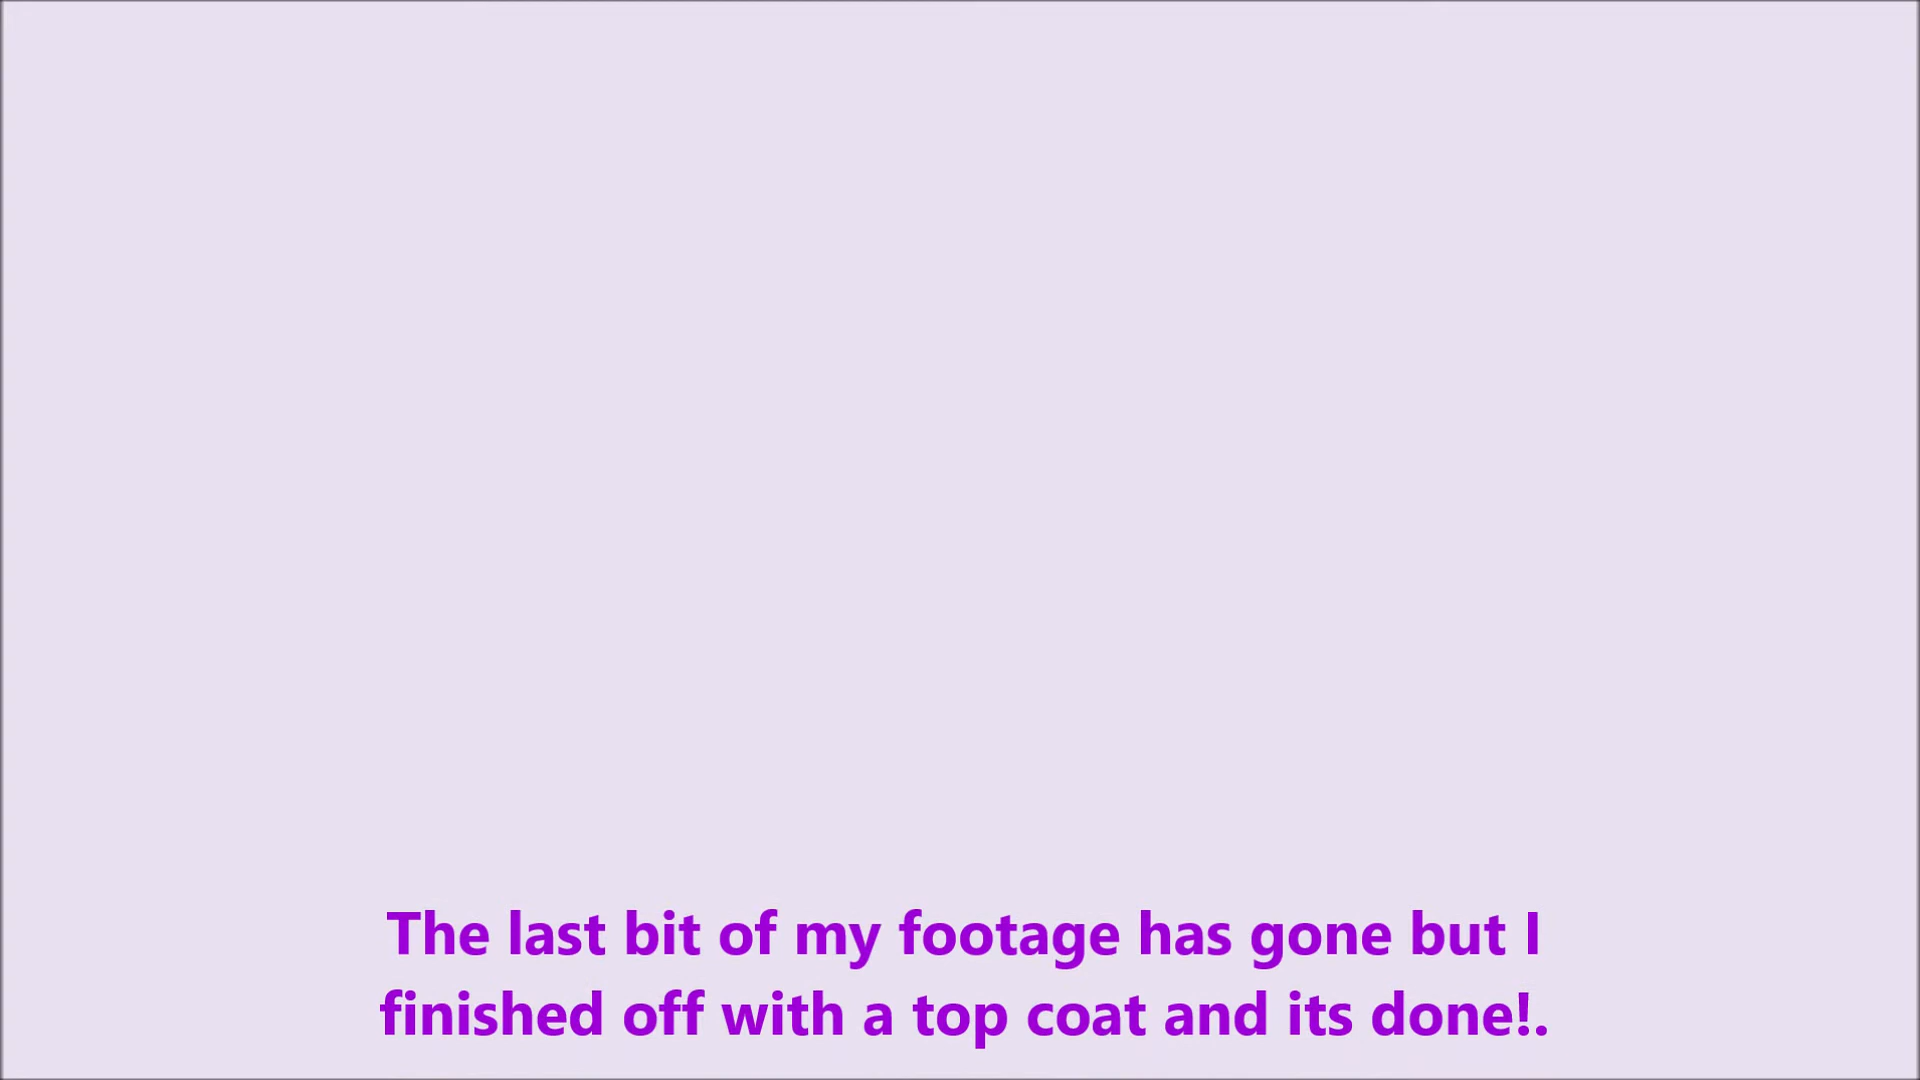 The last bit of my footage has gone but I
finished off with a top coat and its done!.